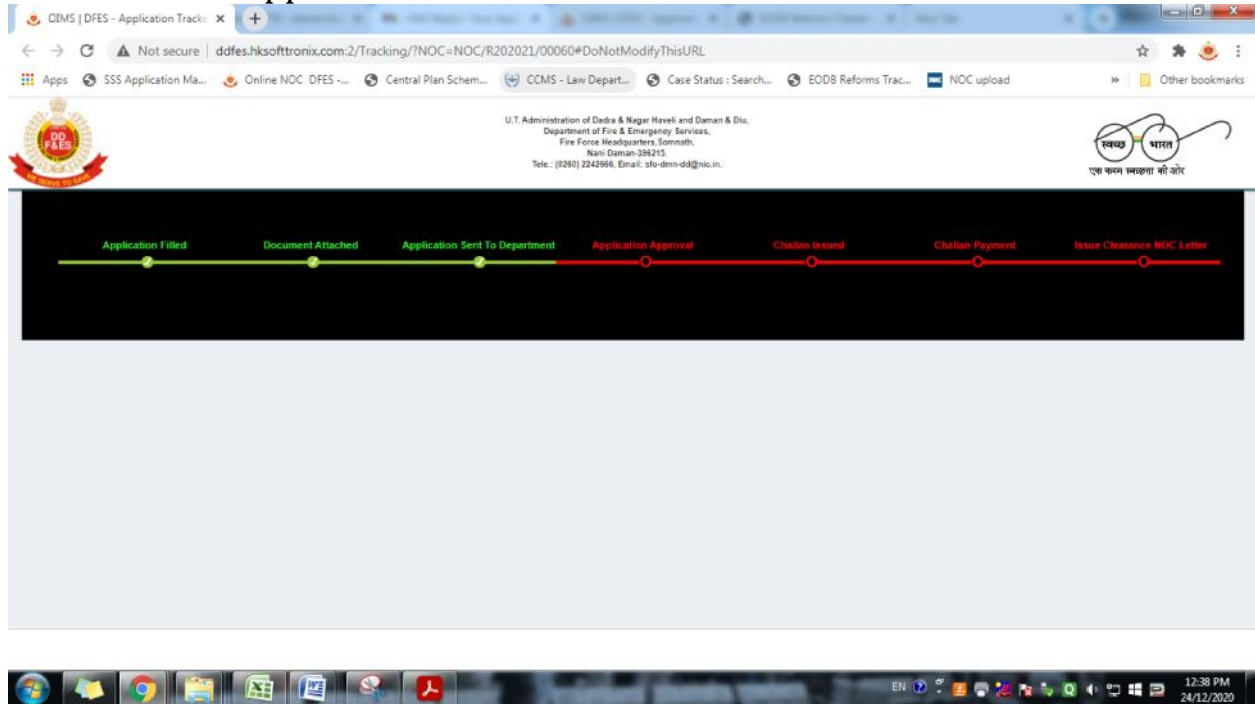 OIMS | DFES - Application Tracki
Not secure | ddfes.hksofttronix.com:2/Tracking/?NOC=NOC/R202021/00060#DoNotModifyThisURL
Apps SSS Application Ma... Online NOC DFES -... Central Plan Schem... CCMS - Law Depart... Case Status : Search... EODB Reforms Trac... NOC upload » Other bookmarks
DD
F&ES
WE SERVE TO SAVE
U.T. Administration of Dadra & Nagar Haveli and Daman & Diu,
Department of Fire & Emergency Services,
Fire Force Headquarters, Somnath,
Nani Daman-396215.
Tele.: (0260) 2242666, Email: sfo-dmn-dd@nic.in.
स्वच्छ भारत
एक कदम स्वच्छता की ओर
Application Filled Document Attached Application Sent To Department Application Approval Challan Issued Challan Payment Issue Clearance NOC Letter
EN 12:38 PM
24/12/2020